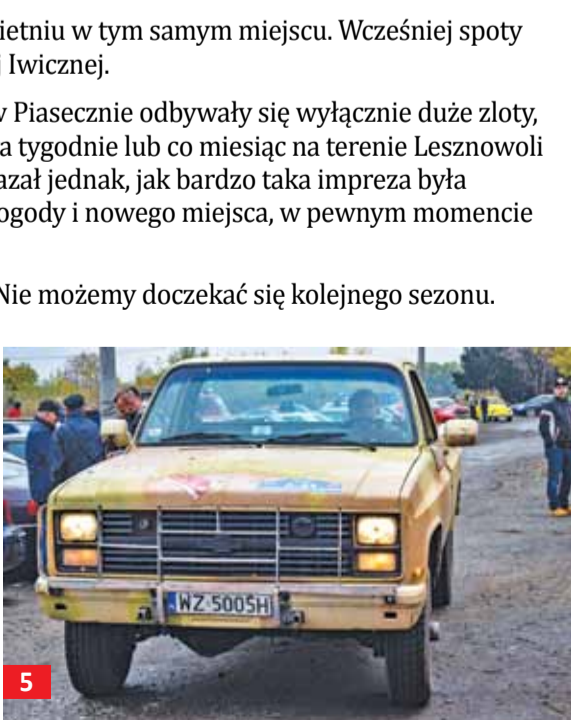 ietniu w tym samym miejscu. Wcześniej spoty
Iwicznej.
Piasecznie odbywały się wyłącznie duże zloty,
a tygodnie lub co miesiąc na terenie Lesznowoli
azał jednak, jak bardzo taka impreza była
ogody i nowego miejsca, w pewnym momencie
Nie możemy doczekać się kolejnego sezonu.
WZ 5005H
5